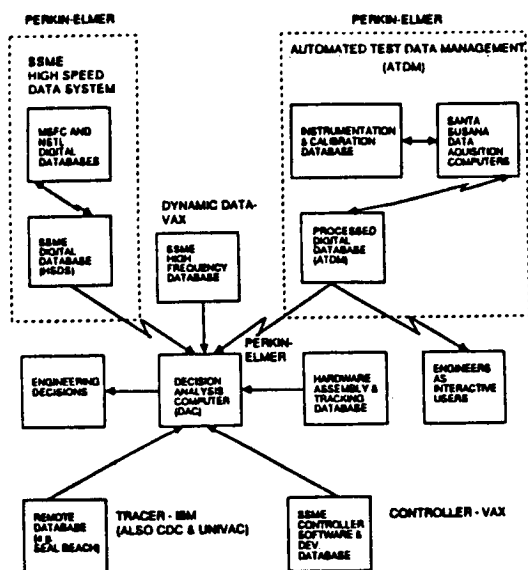 PERKIN-ELMER
PERKIN-ELMER
SSME
HIGH SPEED
DATA SYSTEM
MSFC AND
NSTL
DIGITAL
DATABASES
SSME
DIGITAL
DATABASE
(HSDS)
AUTOMATED TEST DATA MANAGEMENT
(ATDM)
INSTRUMENTATION
& CALIBRATION
DATABASE
SANTA
SUSANA
DATA
AQUISITION
COMPUTERS
PROCESSED
DIGITAL
DATABASE
(ATDM)
DYNAMIC DATA-
VAX
SSME
HIGH
FREQUENCY
DATABASE
PERKIN-
ELMER
ENGINEERING
DECISIONS
DECISION
ANALYSIS
COMPUTER
(DAC)
HARDWARE
ASSEMBLY &
TRACKING
DATABASE
ENGINEERS
AS
INTERACTIVE
USERS
REMOTE
DATABASE
(e.g.
SEAL BEACH)
TRACER - IBM
(ALSO CDC & UNIVAC)
SSME
CONTROLLER
SOFTWARE &
DEV.
DATABASE
CONTROLLER - VAX